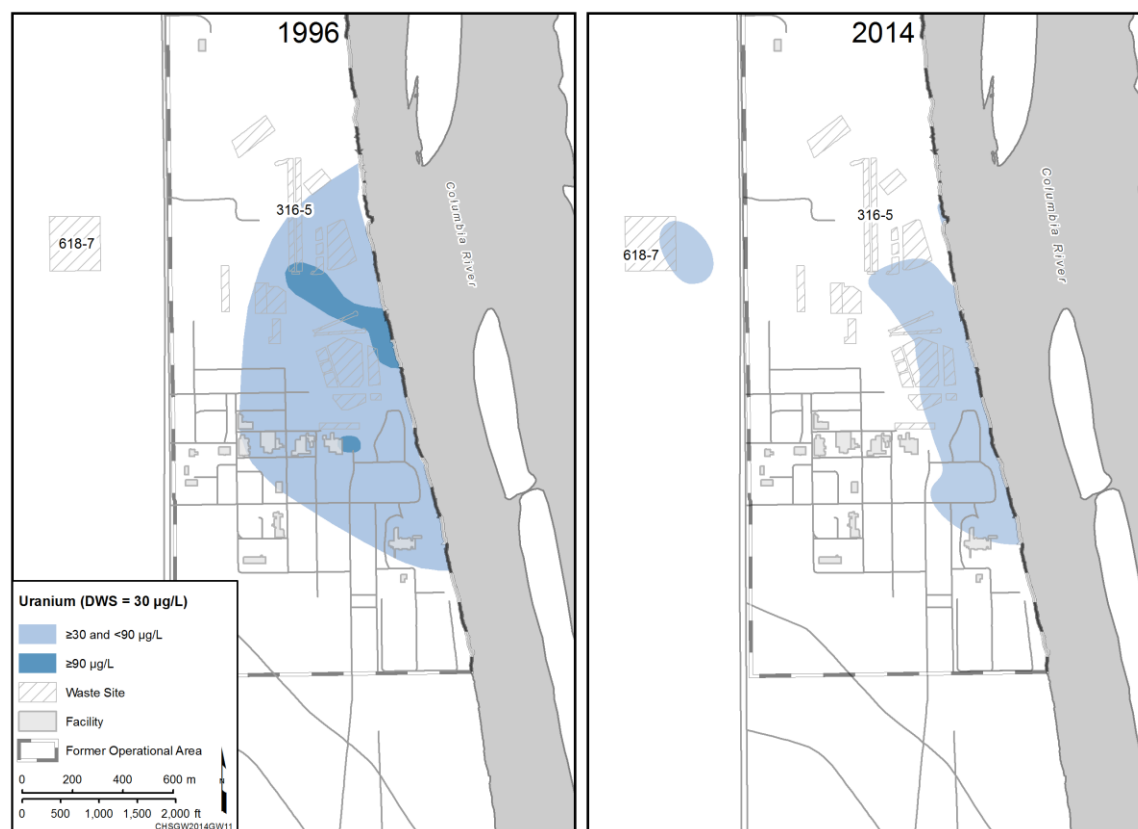 1996
316-5
618-7
Columbia River
Uranium (DWS = 30 µg/L)
≥30 and <90 µg/L
≥90 µg/L
Waste Site
Facility
Former Operational Area
N
0 200 400 600 m
0 500 1,000 1,500 2,000 ft
CHSGW2014GW11
2014
316-5
618-7
Columbia River